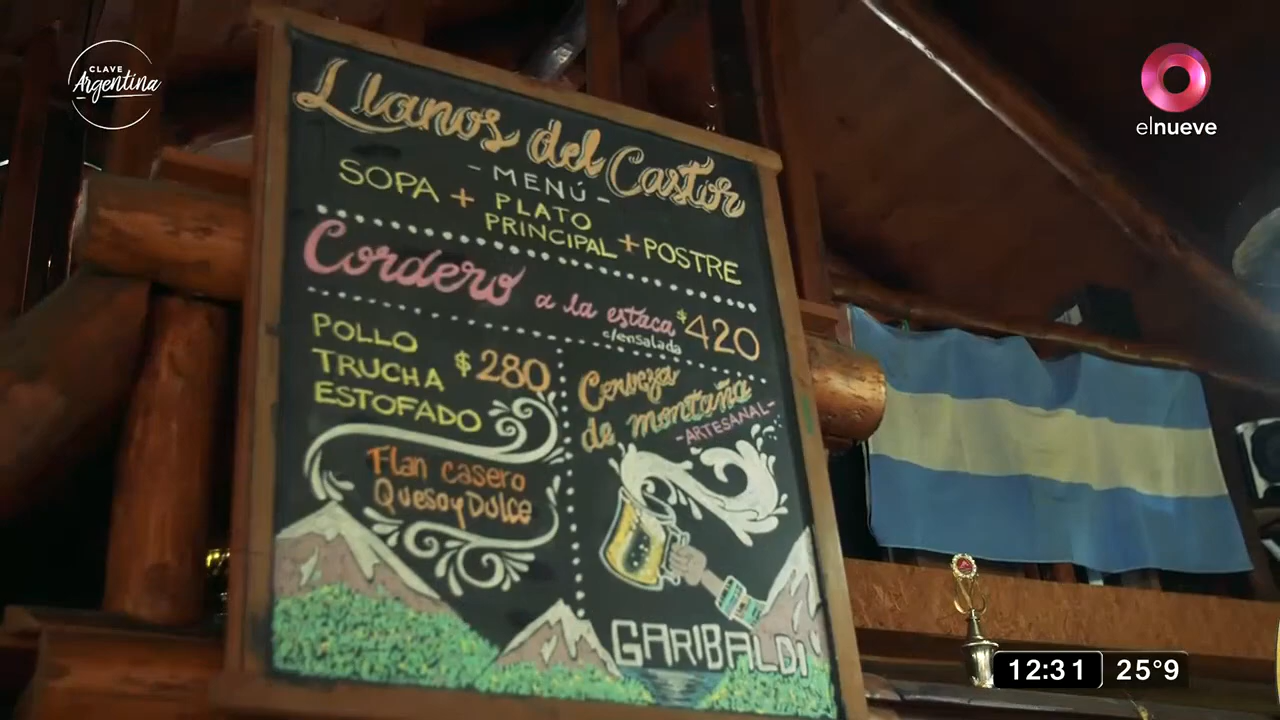 CLAVE
Argentina
elnueve
Llanos del Castor
- MENÚ -
SOPA + PLATO PRINCIPAL + POSTRE
Cordero a la estaca $420
c/ensalada
POLLO
TRUCHA $280
ESTOFADO
Flan casero
Queso y Dulce
Cerveza
de montaña
-ARTESANAL-
GARIBALDI
12:31 25°9